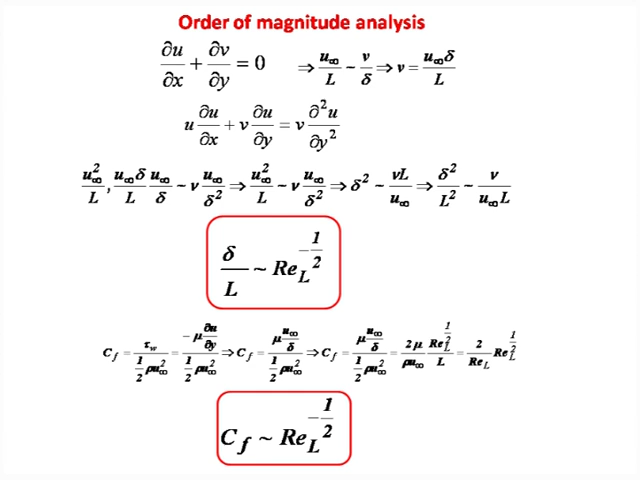 Order of magnitude analysis
∂u/∂x + ∂v/∂y = 0 ⇒ u∞/L ~ v/δ ⇒ v = u∞δ/L
u ∂u/∂x + v ∂u/∂y = ν ∂²u/∂y²
u∞²/L , u∞δ/L u∞/δ ~ ν u∞/δ² ⇒ u∞²/L ~ ν u∞/δ² ⇒ δ² ~ νL/u∞ ⇒ δ²/L² ~ ν/(u∞L)
δ/L ~ Re_L^(-1/2)
C_f = τ_w/(½ρu∞²) = -μ(∂u/∂y)/(½ρu∞²) ⇒ C_f = μ(u∞/δ)/(½ρu∞²) ⇒ C_f = μ(u∞/δ)/(½ρu∞²) = 2μ/(ρu∞) Re_L^(1/2)/L = 2/Re_L Re_L^(1/2)
C_f ~ Re_L^(-1/2)